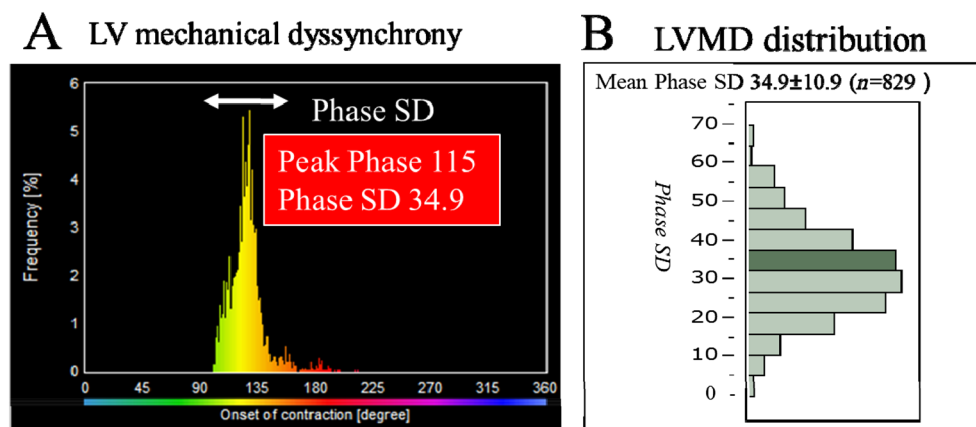 A LV mechanical dyssynchrony
Phase SD
Peak Phase 115
Phase SD 34.9
Frequency [%]
6
5
4
3
2
1
0
0 45 90 135 180 225 270 315 360
Onset of contraction [degree]
B LVMD distribution
Mean Phase SD 34.9±10.9 (n=829 )
Phase SD
70
60
50
40
30
20
10
0